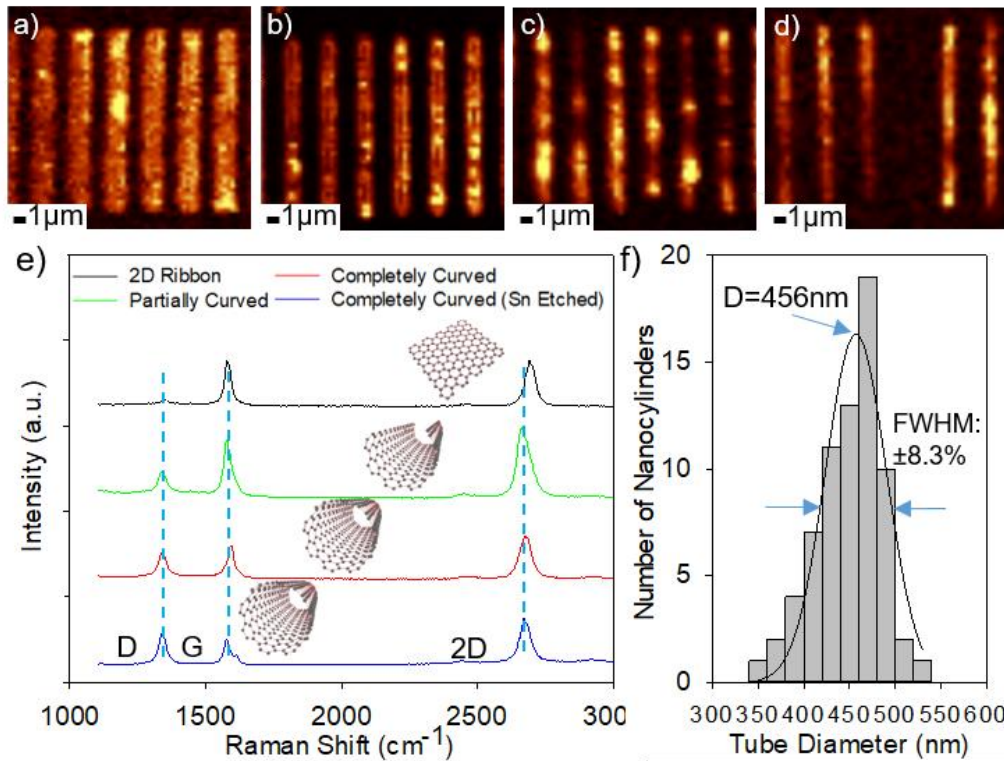 a)
b)
c)
d)
1µm
1µm
1µm
1µm
e)
2D Ribbon
Completely Curved
Partially Curved
Completely Curved (Sn Etched)
Intensity (a.u.)
D
G
2D
1000
1500
2000
2500
300
Raman Shift (cm-1)
f)
20
15
10
5
0
D=456nm
FWHM:
±8.3%
Number of Nanocylinders
300
350
400
450
500
550
600
Tube Diameter (nm)